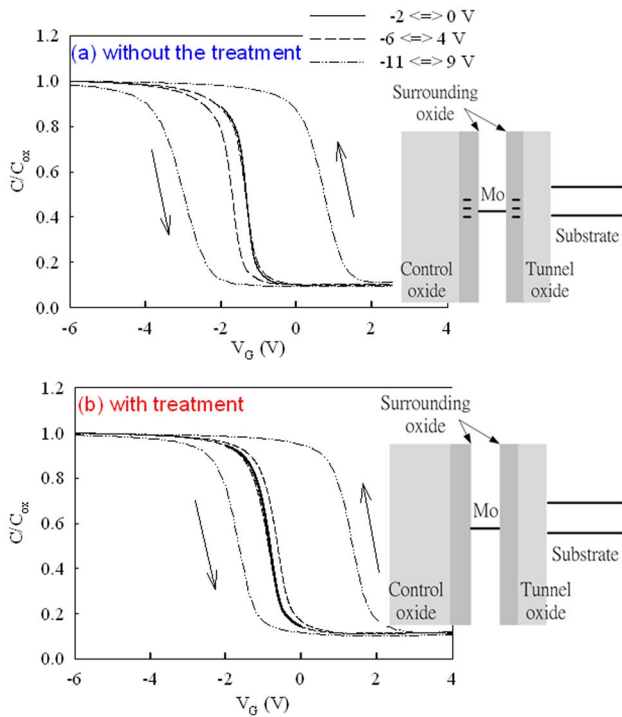 -2 <=> 0 V
-6 <=> 4 V
-11 <=> 9 V
(a) without the treatment
1.2
1.0
0.8
0.6
0.4
0.2
0.0
C/Cox
-6 -4 -2 0 2 4
VG (V)
Surrounding
oxide
Mo
Control
oxide
Tunnel
oxide
Substrate
(b) with treatment
1.2
1.0
0.8
0.6
0.4
0.2
0.0
C/Cox
-6 -4 -2 0 2 4
VG (V)
Surrounding
oxide
Mo
Control
oxide
Tunnel
oxide
Substrate